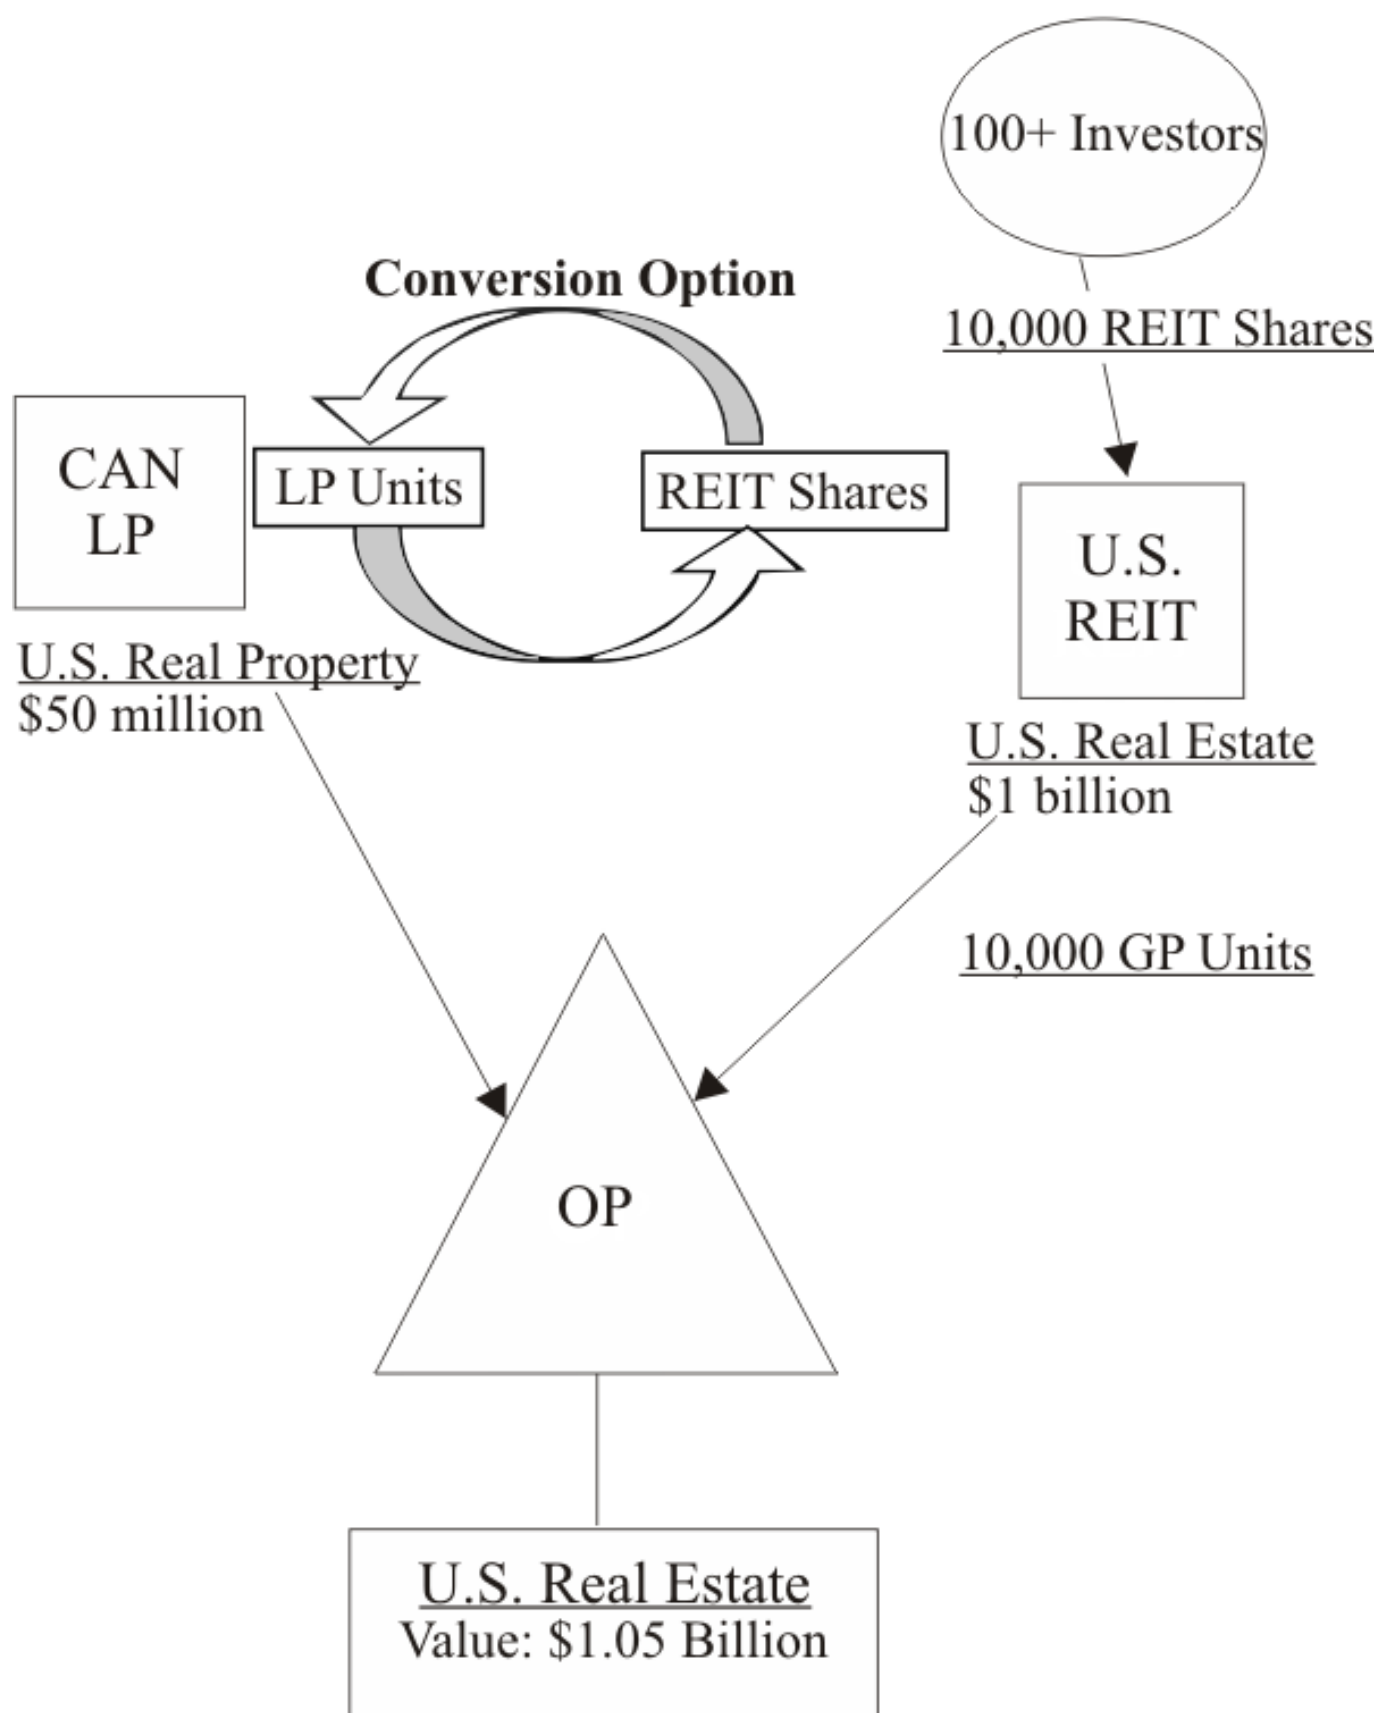 100+ Investors
Conversion Option
10,000 REIT Shares
CAN
LP
LP Units
REIT Shares
U.S.
REIT
U.S. Real Property
$50 million
U.S. Real Estate
$1 billion
10,000 GP Units
OP
U.S. Real Estate
Value: $1.05 Billion